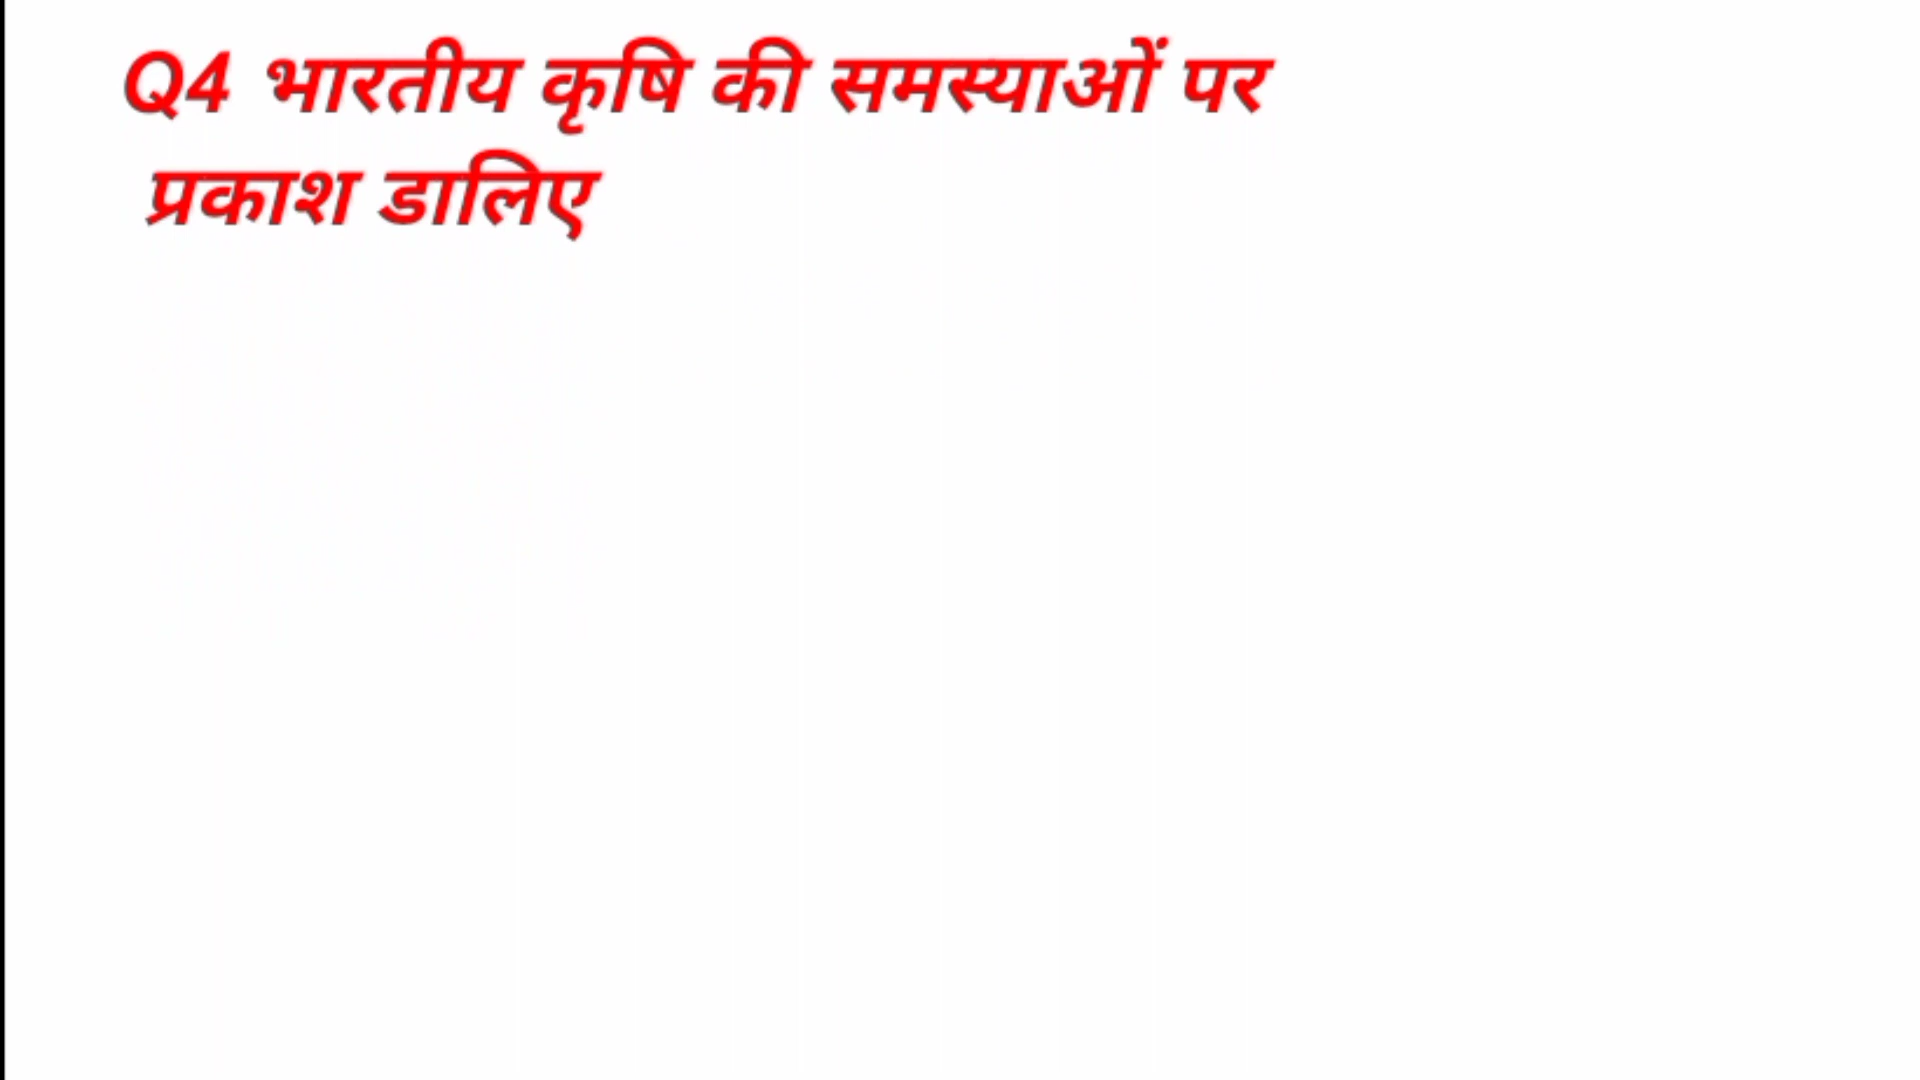 Q4 भारतीय कृषि की समस्याओं पर
प्रकाश डालिए